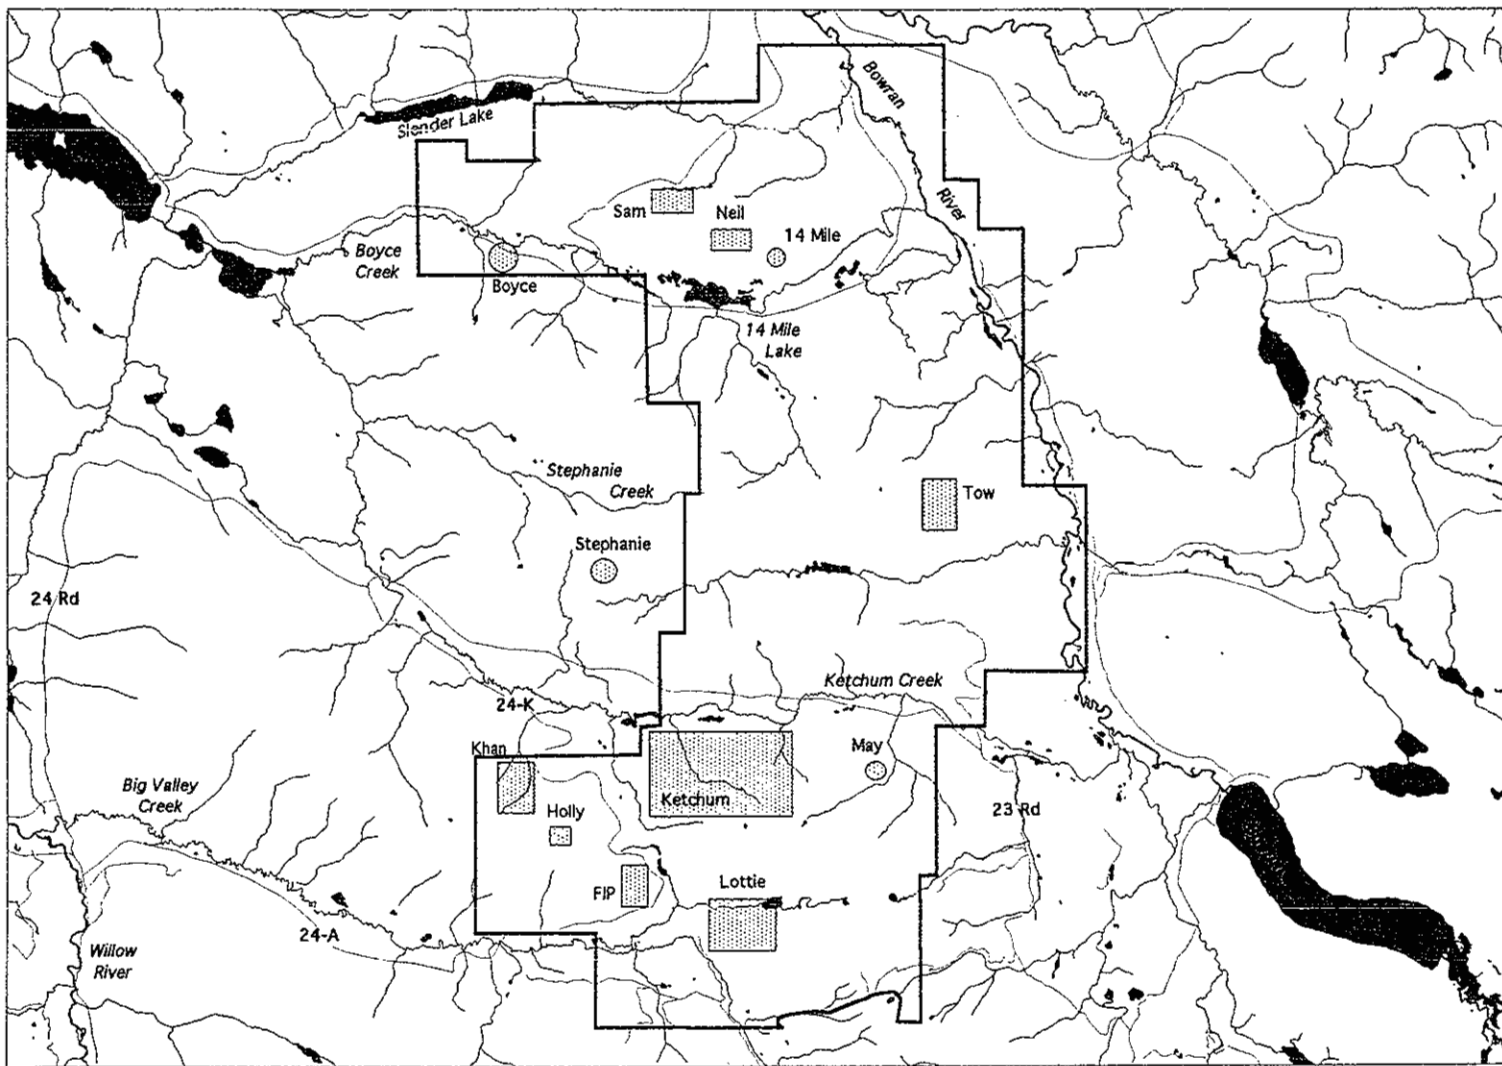 Bowran
River
Slender Lake
Sam
Neil
14 Mile
Boyce
Creek
Boyce
14 Mile
Lake
Stephanie
Creek
Tow
Stephanie
24 Rd
Ketchum Creek
24-K
Khan
May
Big Valley
Creek
Ketchum
Holly
23 Rd
FJP
Lottie
24-A
Willow
River